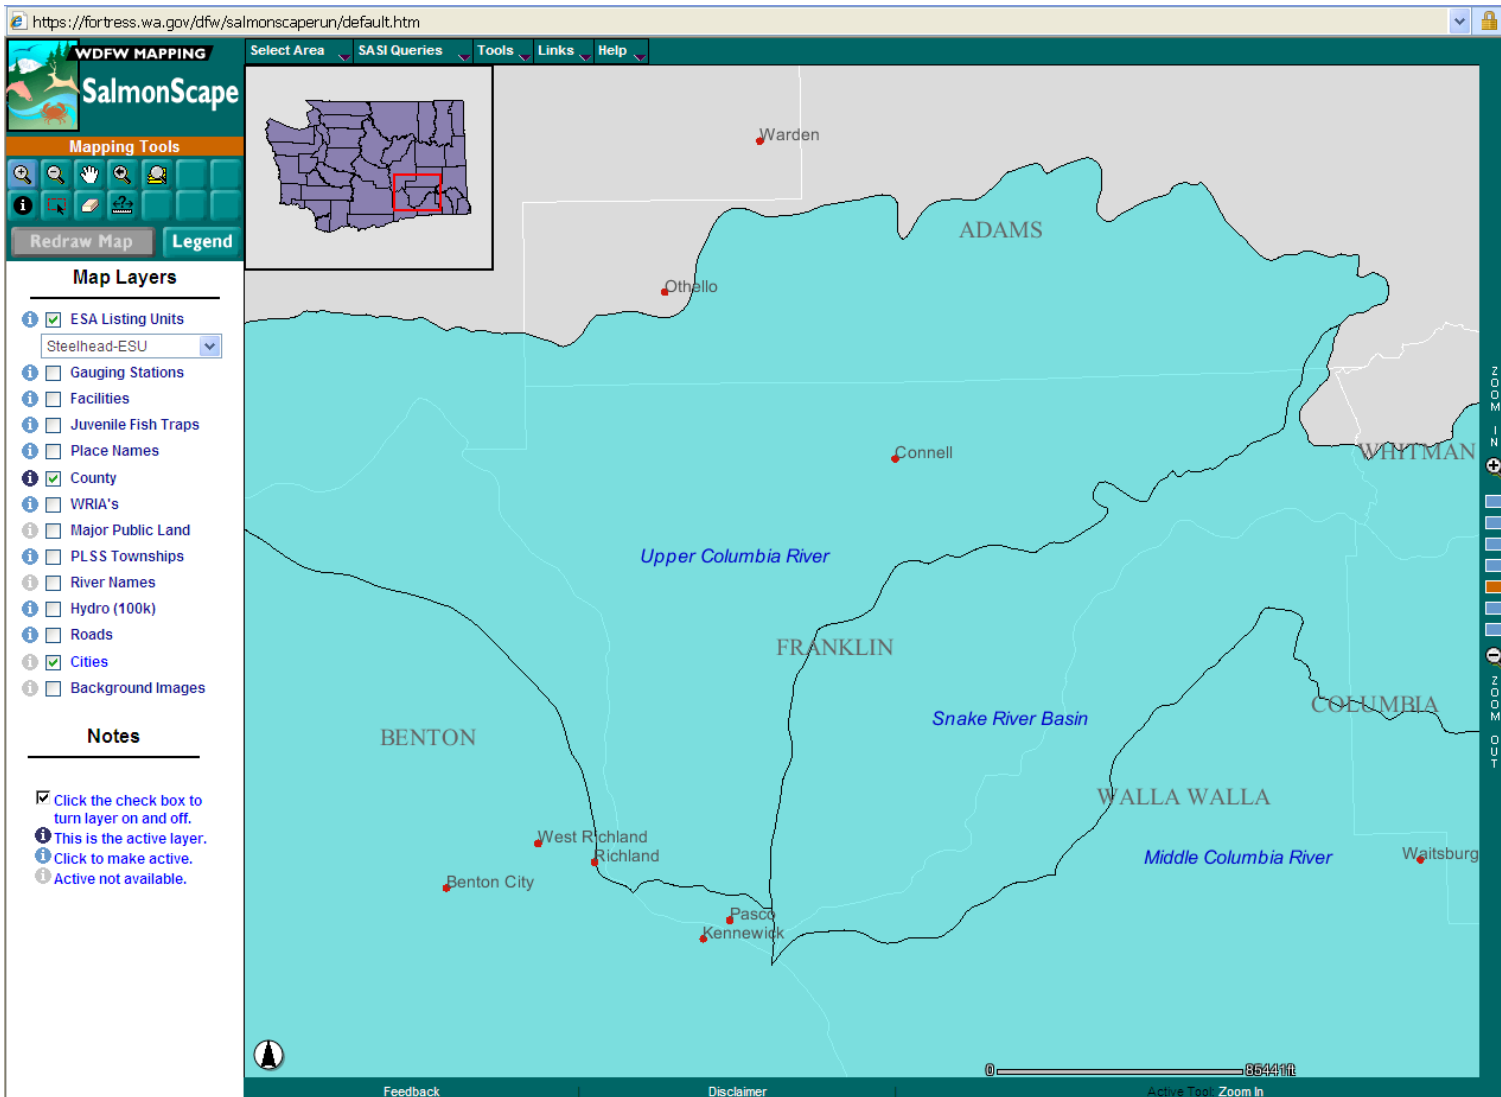 https://fortress.wa.gov/dfw/salmonscaperun/default.htm
WDFW MAPPING
SalmonScape
Select Area
SASI Queries
Tools
Links
Help
Mapping Tools
Redraw Map
Legend
Map Layers
ESA Listing Units
Steelhead-ESU
Gauging Stations
Facilities
Juvenile Fish Traps
Place Names
County
WRIA's
Major Public Land
PLSS Townships
River Names
Hydro (100k)
Roads
Cities
Background Images
Notes
Click the check box to
turn layer on and off.
This is the active layer.
Click to make active.
Active not available.
Warden
ADAMS
Othello
Connell
WHITMAN
Upper Columbia River
FRANKLIN
COLUMBIA
Snake River Basin
BENTON
WALLA WALLA
West Richland
Richland
Middle Columbia River
Waitsburg
Benton City
Pasco
Kennewick
0
85441ft
ZOOM IN
ZOOM OUT
Feedback
Disclaimer
Active Tool: Zoom In